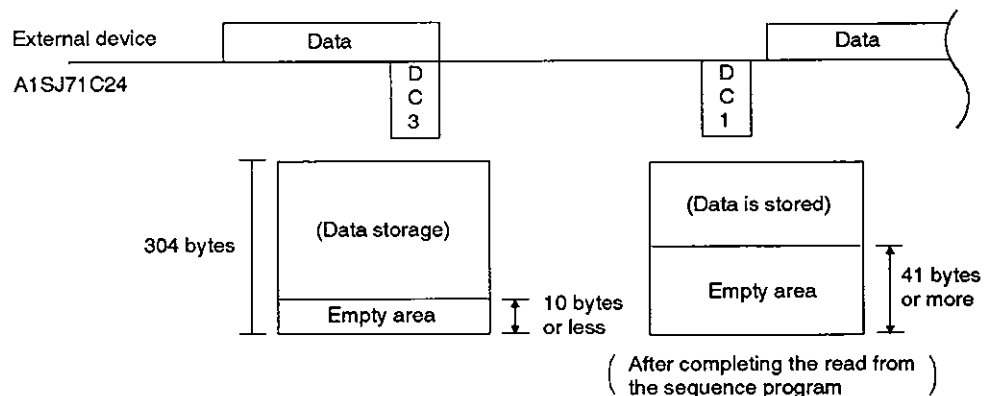 External device
Data
Data
A1SJ71C24
D
C
3
D
C
1
304 bytes
(Data storage)
Empty area
10 bytes
or less
(Data is stored)
Empty area
41 bytes
or more
( After completing the read from
the sequence program )